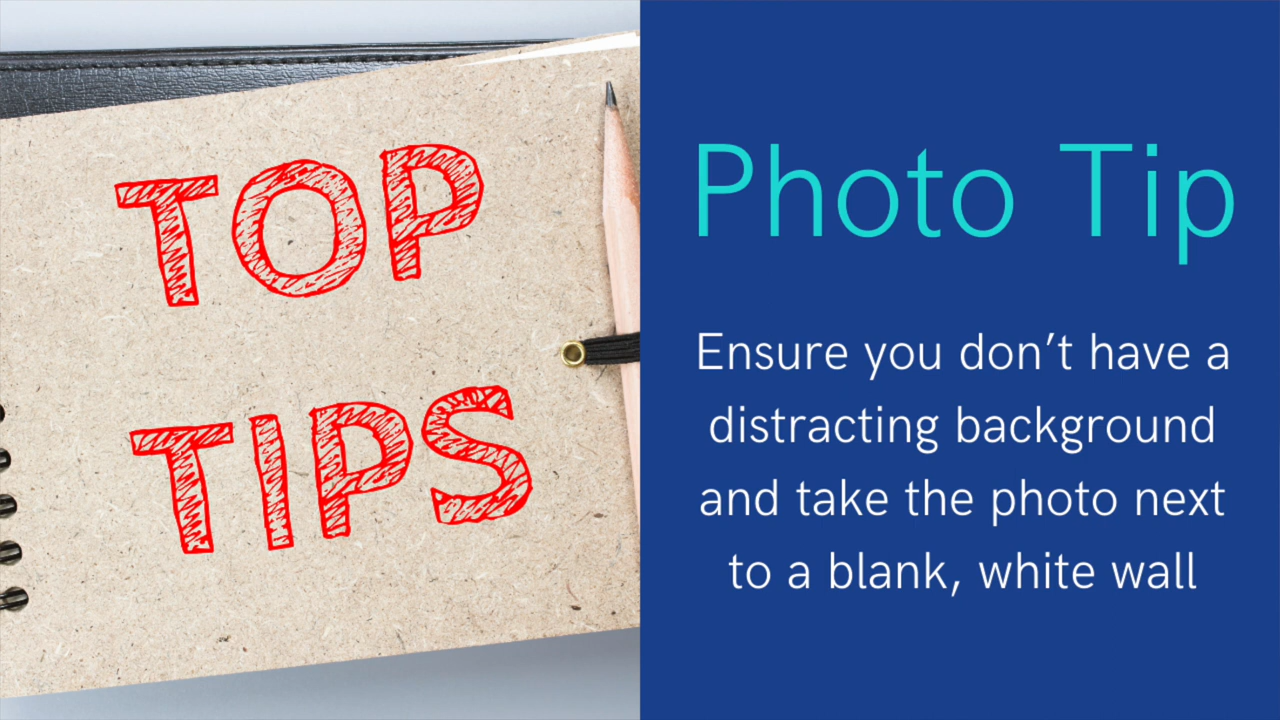 TOP
TIPS
Photo Tip
Ensure you don’t have a
distracting background
and take the photo next
to a blank, white wall